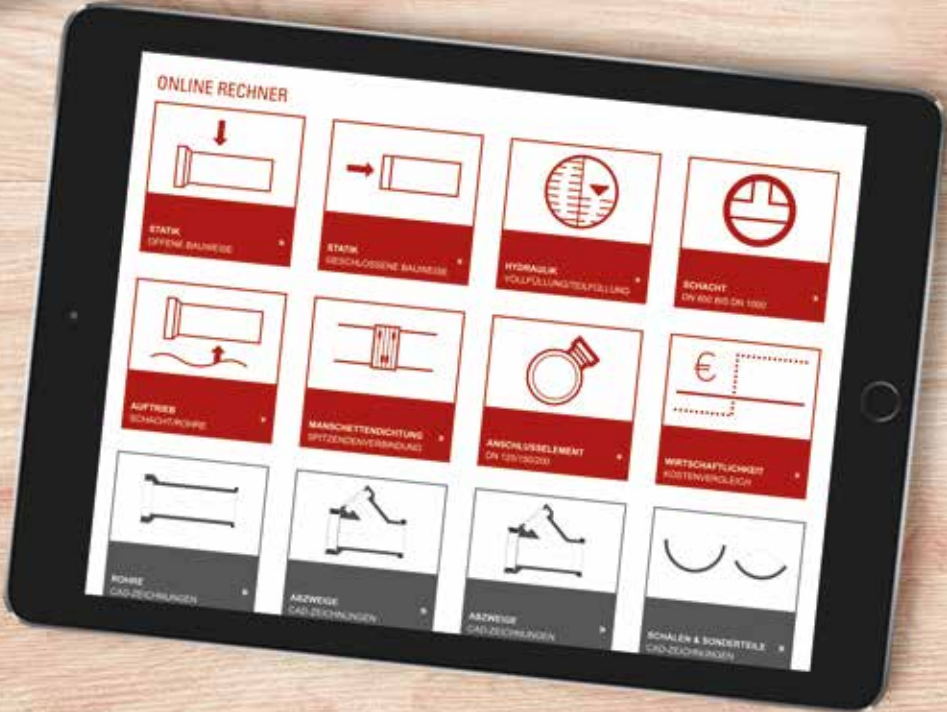 ONLINE RECHNER
STATIK
OFFENE BAUWEISE »
STATIK
GESCHLOSSENE BAUWEISE »
HYDRAULIK
VOLLFÜLLUNG/TEILFÜLLUNG »
SCHACHT
DN 600 BIS DN 1000 »
AUFTRIEB
SCHACHT/ROHRE »
MANSCHETTENDICHTUNG
SPITZENDENVERBINDUNG »
ANSCHLUSSELEMENT
DN 125/150/200 »
€
WIRTSCHAFTLICHKEIT
KOSTENVERGLEICH »
ROHRE
CAD-ZEICHNUNGEN »
ABZWEIGE
CAD-ZEICHNUNGEN »
ABZWEIGE
CAD-ZEICHNUNGEN »
SCHALEN & SONDERTEILE
CAD-ZEICHNUNGEN »